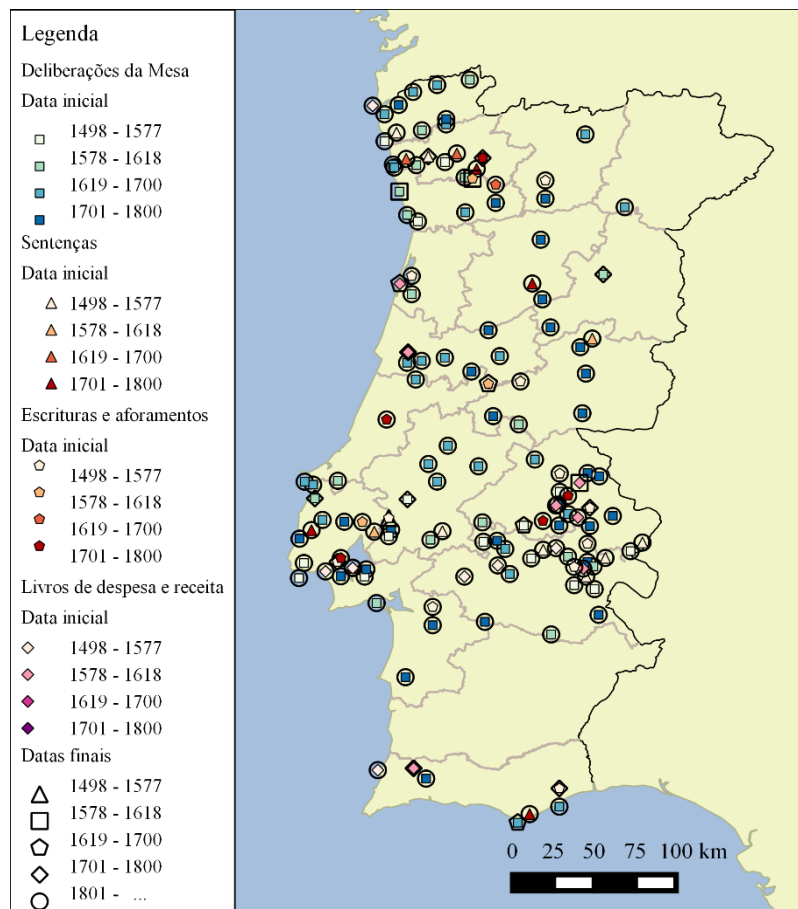 Legenda
Deliberações da Mesa
Data inicial
1498 - 1577
1578 - 1618
1619 - 1700
1701 - 1800
Sentenças
Data inicial
1498 - 1577
1578 - 1618
1619 - 1700
1701 - 1800
Escrituras e aforamentos
Data inicial
1498 - 1577
1578 - 1618
1619 - 1700
1701 - 1800
Livros de despesa e receita
Data inicial
1498 - 1577
1578 - 1618
1619 - 1700
1701 - 1800
Datas finais
1498 - 1577
1578 - 1618
1619 - 1700
1701 - 1800
1801 - ...
0 25 50 75 100 km